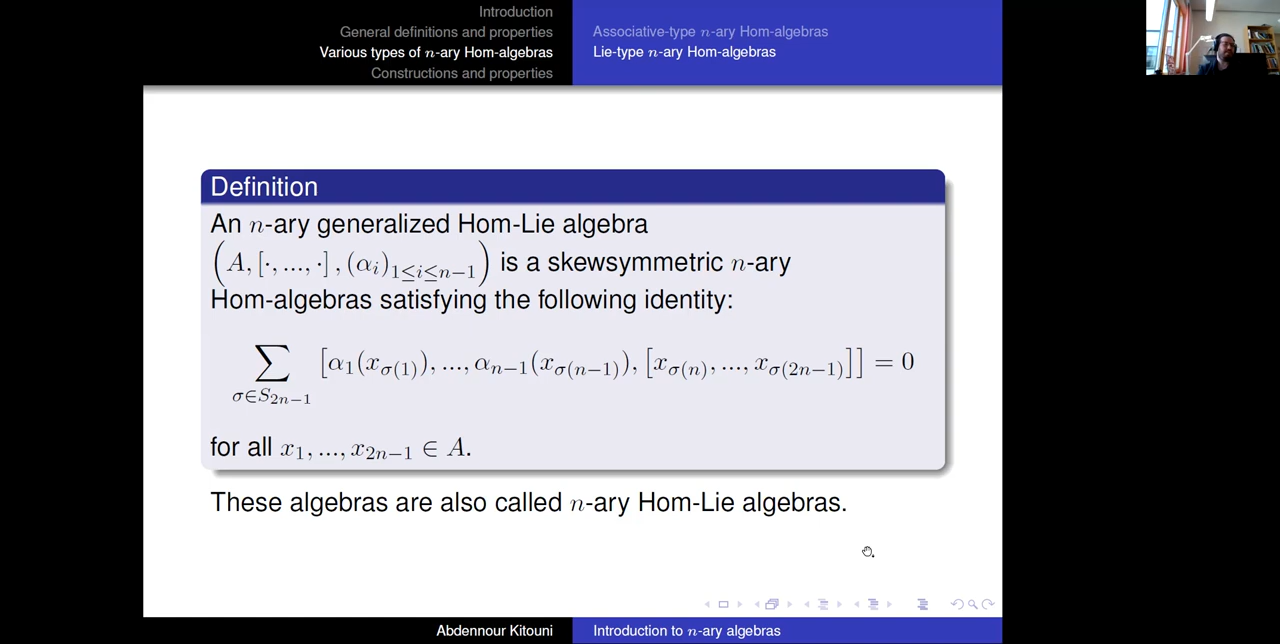 Introduction
General definitions and properties
Various types of n-ary Hom-algebras
Constructions and properties
Associative-type n-ary Hom-algebras
Lie-type n-ary Hom-algebras
Definition
An n-ary generalized Hom-Lie algebra
(A, [·, ..., ·], (α_i)_{1≤i≤n−1}) is a skewsymmetric n-ary
Hom-algebras satisfying the following identity:
∑_{σ∈S_{2n−1}} [α_1(x_{σ(1)}), ..., α_{n−1}(x_{σ(n−1)}), [x_{σ(n)}, ..., x_{σ(2n−1)}]] = 0
for all x_1, ..., x_{2n−1} ∈ A.
These algebras are also called n-ary Hom-Lie algebras.
Abdennour Kitouni
Introduction to n-ary algebras